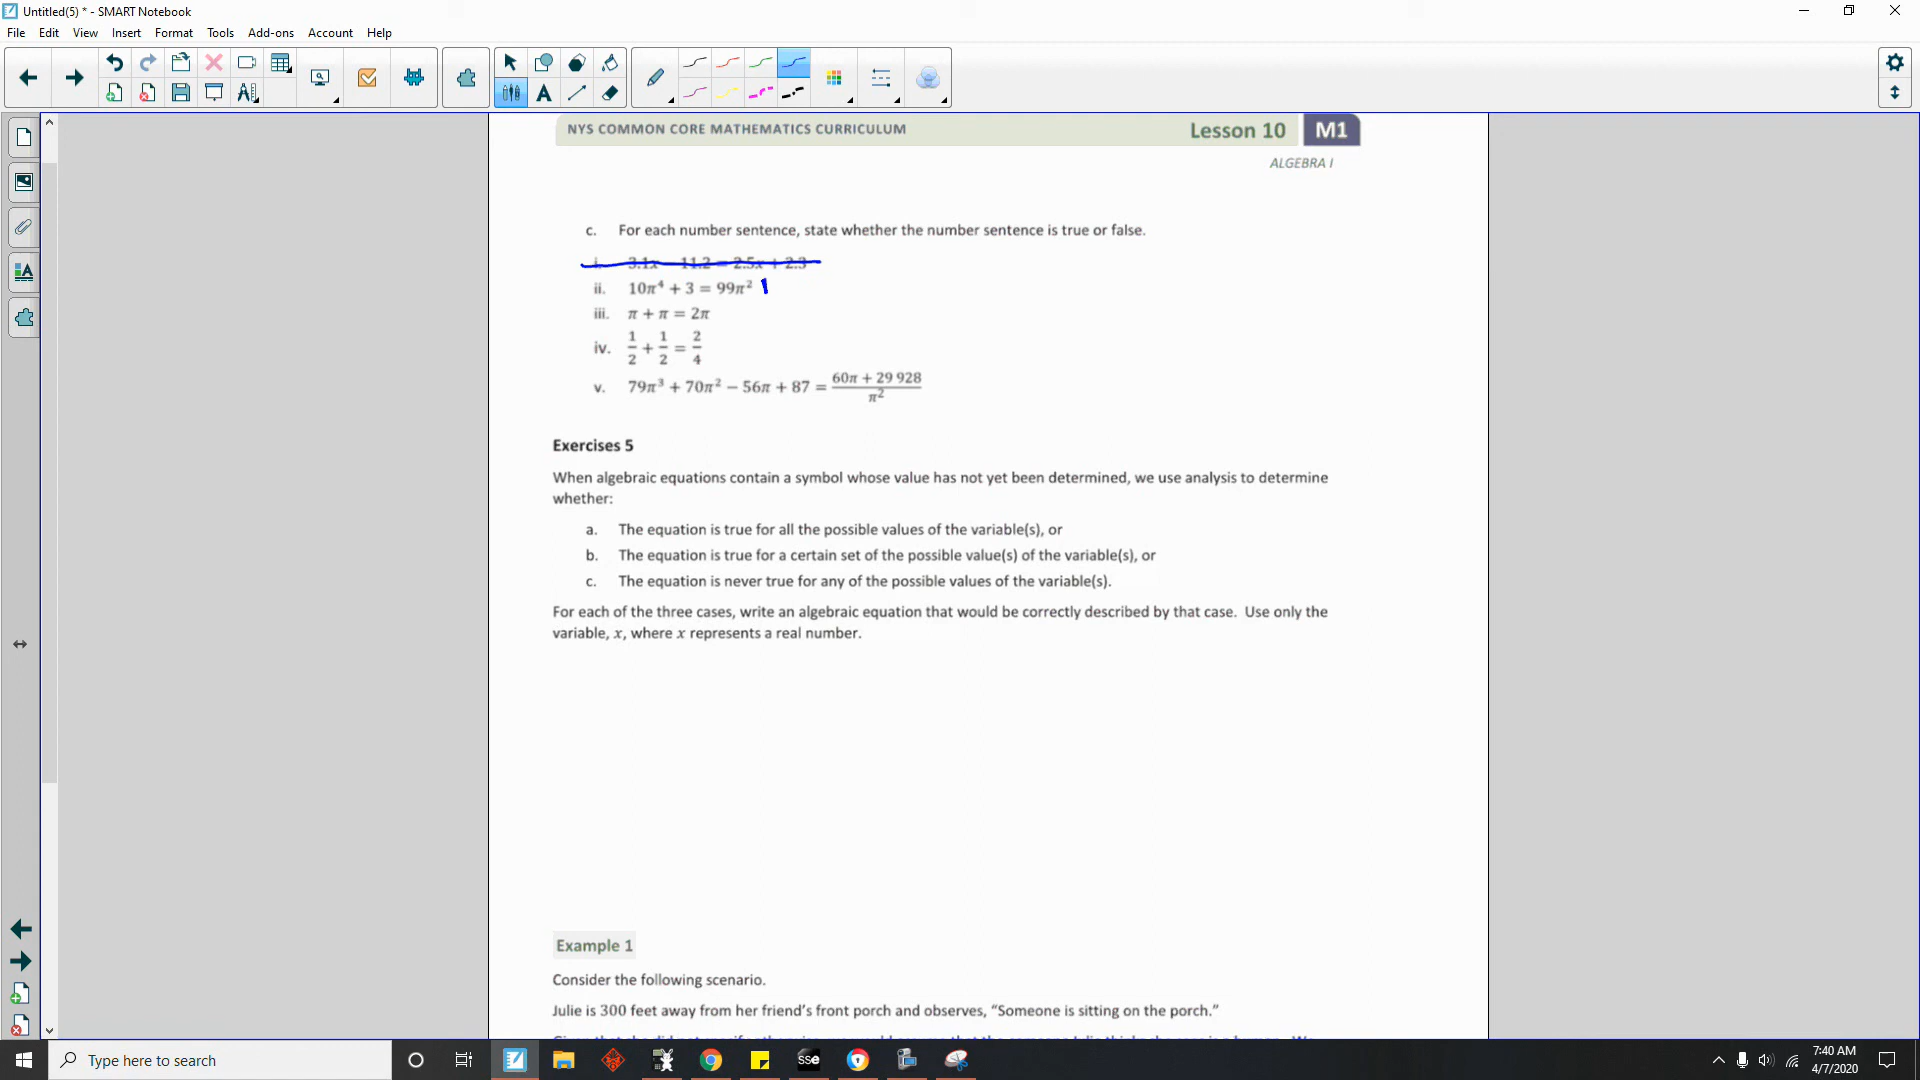 Untitled(5) * - SMART Notebook
File Edit View Insert Format Tools Add-ons Account Help
NYS COMMON CORE MATHEMATICS CURRICULUM Lesson 10 M1
ALGEBRA I
c. For each number sentence, state whether the number sentence is true or false.
i. 3.1x − 11.2 = 2.5x + 2.3
ii. 10π⁴ + 3 = 99π²
iii. π + π = 2π
iv. 1/2 + 1/2 = 2/4
v. 79π³ + 70π² − 56π + 87 = (60π + 29 928)/π²
Exercises 5
When algebraic equations contain a symbol whose value has not yet been determined, we use analysis to determine
whether:
a. The equation is true for all the possible values of the variable(s), or
b. The equation is true for a certain set of the possible value(s) of the variable(s), or
c. The equation is never true for any of the possible values of the variable(s).
For each of the three cases, write an algebraic equation that would be correctly described by that case. Use only the
variable, x, where x represents a real number.
Example 1
Consider the following scenario.
Julie is 300 feet away from her friend's front porch and observes, “Someone is sitting on the porch.”
Type here to search
SSe
7:40 AM
4/7/2020